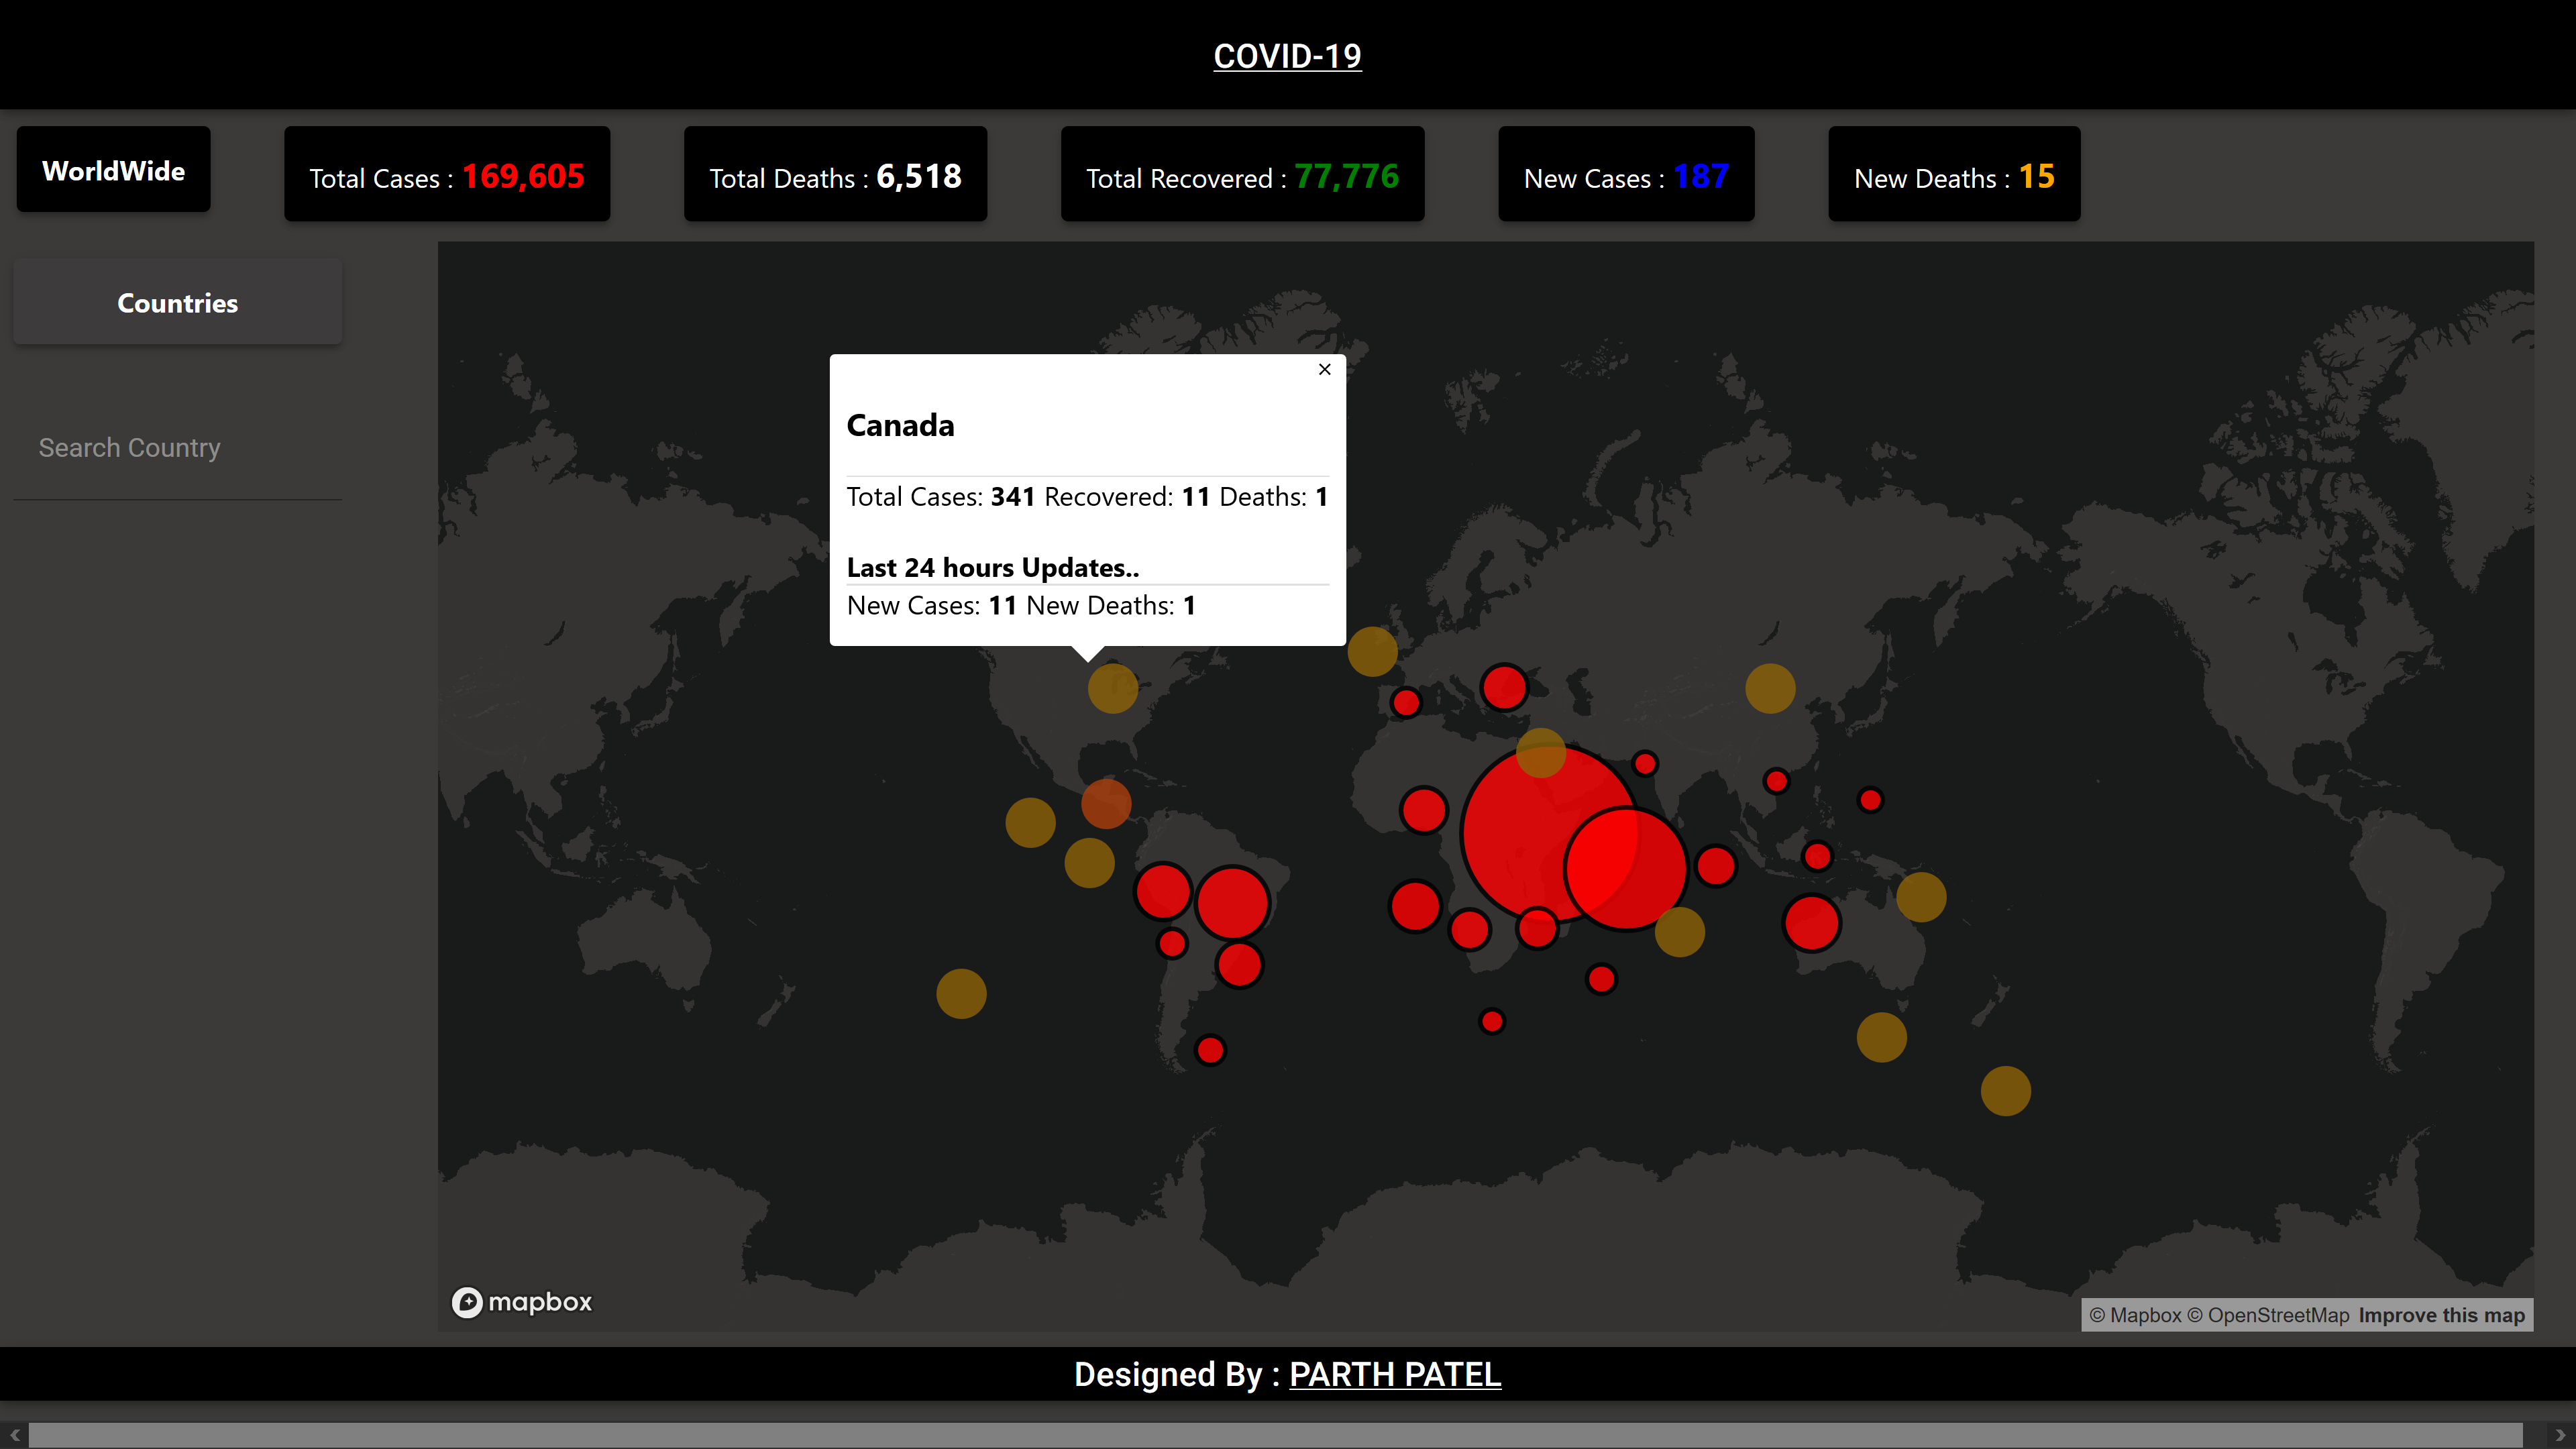 COVID-19
WorldWide
Total Cases : 169,605
Total Deaths : 6,518
Total Recovered : 77,776
New Cases : 187
New Deaths : 15
Countries
Search Country
×
Canada
Total Cases: 341 Recovered: 11 Deaths: 1
Last 24 hours Updates..
New Cases: 11 New Deaths: 1
mapbox
© Mapbox © OpenStreetMap Improve this map
Designed By : PARTH PATEL